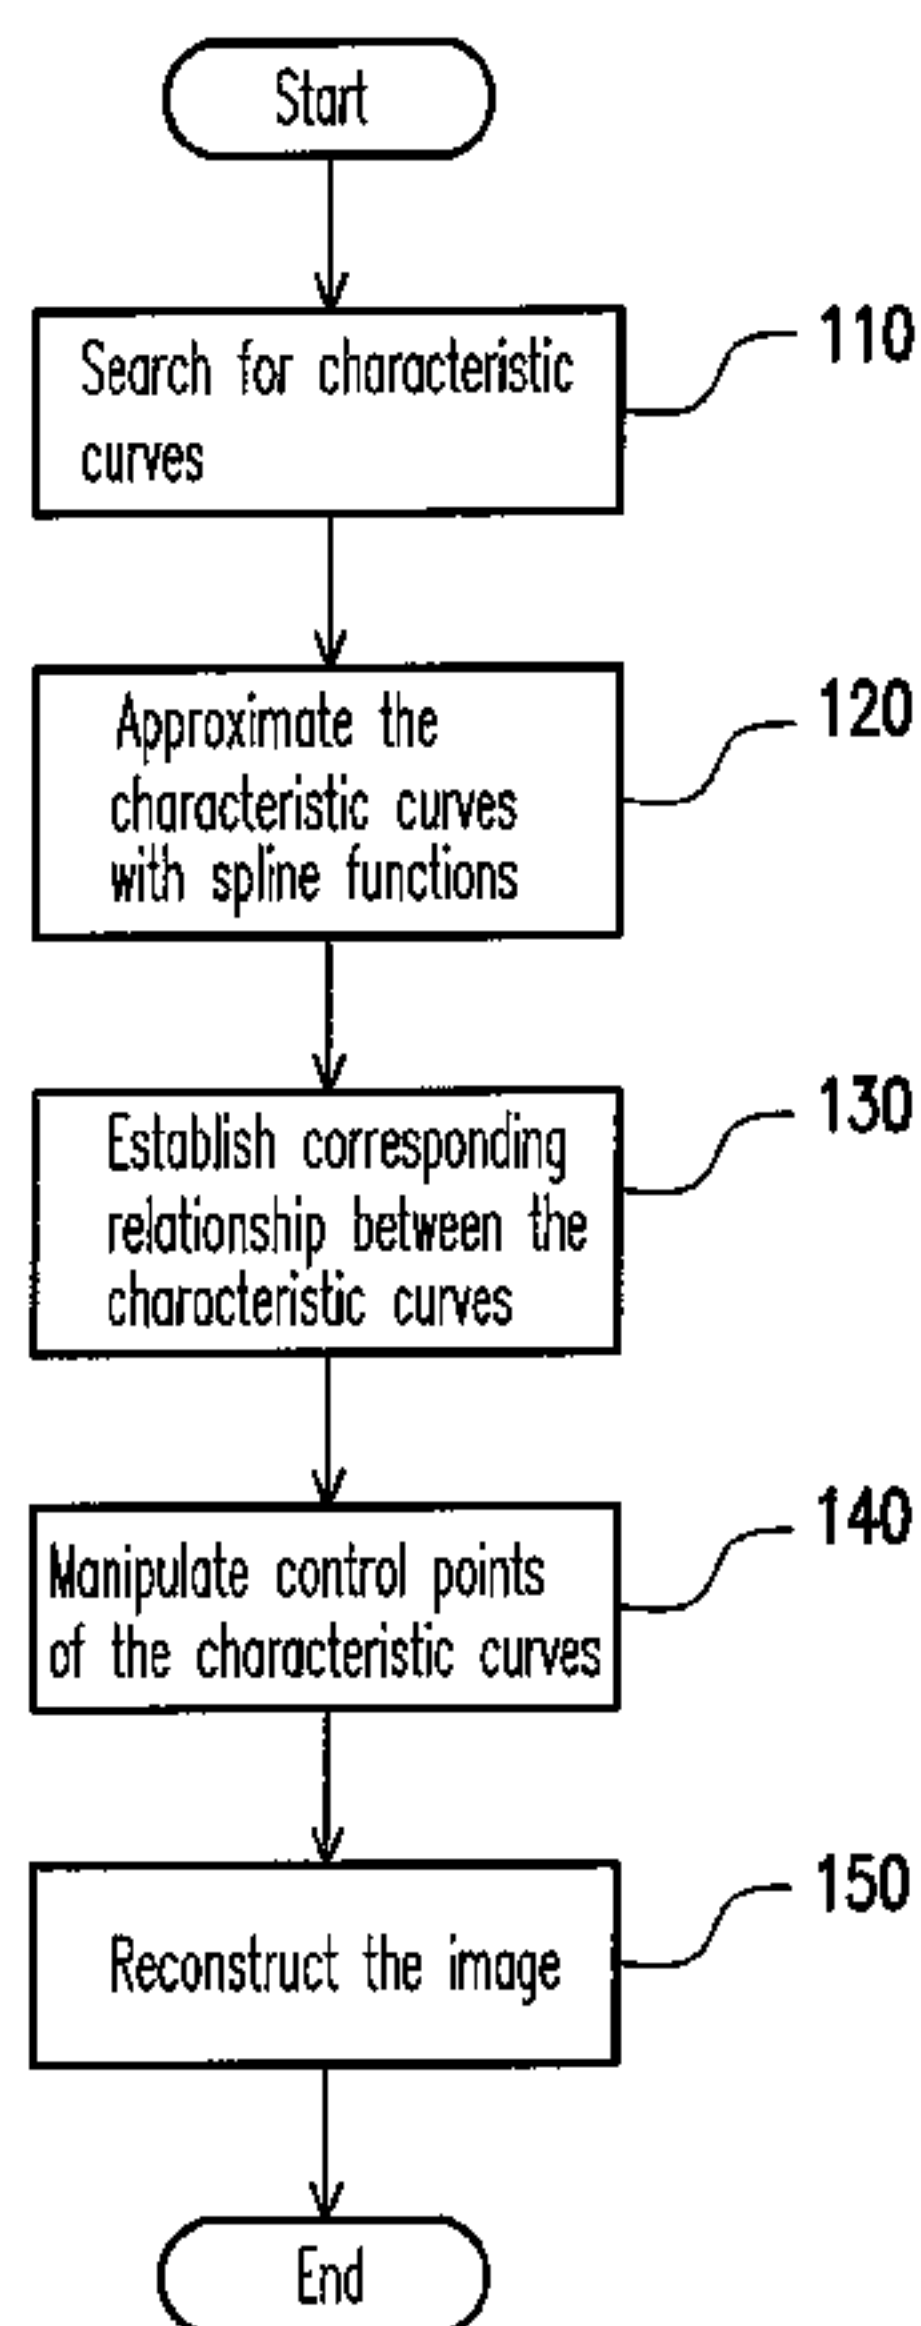 Start
110
Search for characteristic
curves
120
Approximate the
characteristic curves
with spline functions
130
Establish corresponding
relationship between the
characteristic curves
140
Manipulate control points
of the characteristic curves
150
Reconstruct the image
End